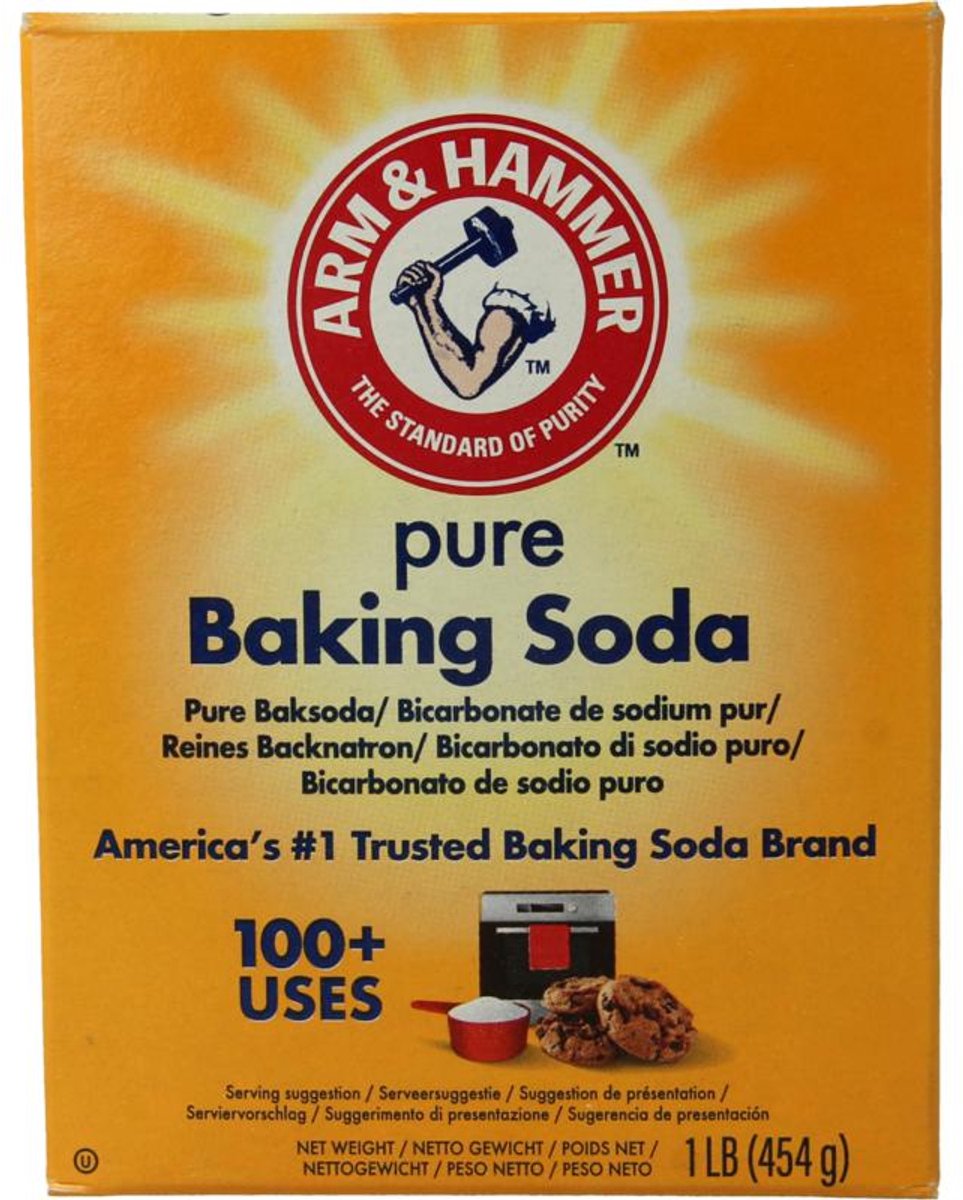 ARM & HAMMER
TM
THE STANDARD OF PURITY
TM
pure
Baking Soda
Pure Baksoda/ Bicarbonate de sodium pur/
Reines Backnatron/ Bicarbonato di sodio puro/
Bicarbonato de sodio puro
America's #1 Trusted Baking Soda Brand
100+
USES
Serving suggestion / Serveersuggestie / Suggestion de présentation /
Serviervorschlag / Suggerimento di presentazione / Sugerencia de presentación
NET WEIGHT / NETTO GEWICHT / POIDS NET /
NETTOGEWICHT / PESO NETTO / PESO NETO
1 LB (454 g)
U